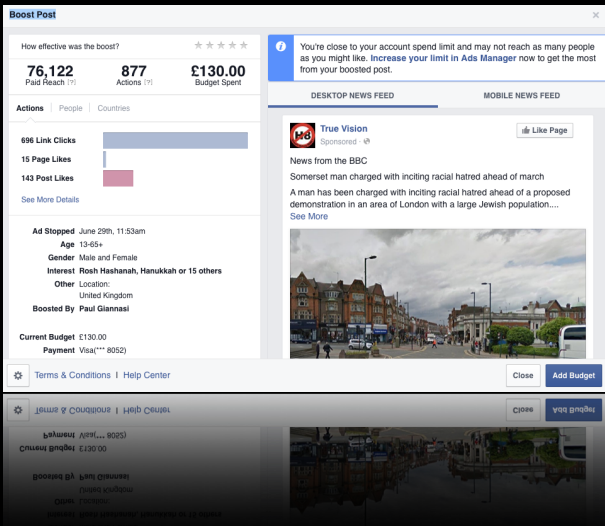 Boost Post
×
How effective was the boost?
76,122
Paid Reach [?]
877
Actions [?]
£130.00
Budget Spent
Actions | People | Countries
696 Link Clicks
15 Page Likes
143 Post Likes
See More Details
Ad Stopped June 29th, 11:53am
Age 13-65+
Gender Male and Female
Interest Rosh Hashanah, Hanukkah or 15 others
Other Location:
United Kingdom
Boosted By Paul Giannasi
Current Budget £130.00
Payment Visa(*** 8052)
You're close to your account spend limit and may not reach as many people
as you might like. Increase your limit in Ads Manager now to get the most
from your boosted post.
DESKTOP NEWS FEED
MOBILE NEWS FEED
H8
True Vision
Sponsored ·
Like Page
News from the BBC
Somerset man charged with inciting racial hatred ahead of march
A man has been charged with inciting racial hatred ahead of a proposed
demonstration in an area of London with a large Jewish population....
See More
Terms & Conditions | Help Center
Close
Add Budget